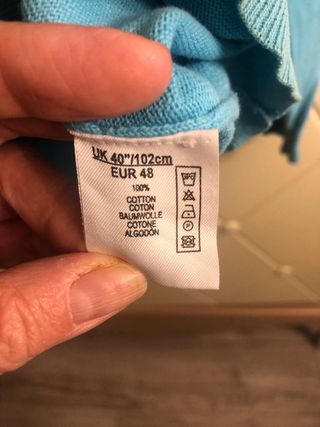 UK 40"/102cm
EUR 48
100%
COTTON
COTON
BAUMWOLLE
COTONE
ALGODÓN